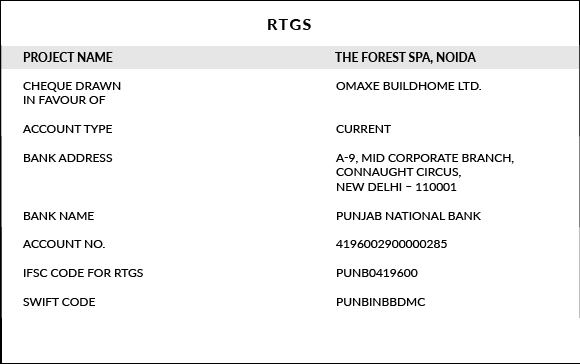 RTGS
PROJECT NAME THE FOREST SPA, NOIDA
CHEQUE DRAWN OMAXE BUILDHOME LTD.
IN FAVOUR OF
ACCOUNT TYPE CURRENT
BANK ADDRESS A-9, MID CORPORATE BRANCH,
CONNAUGHT CIRCUS,
NEW DELHI – 110001
BANK NAME PUNJAB NATIONAL BANK
ACCOUNT NO. 4196002900000285
IFSC CODE FOR RTGS PUNB0419600
SWIFT CODE PUNBINBBDMC